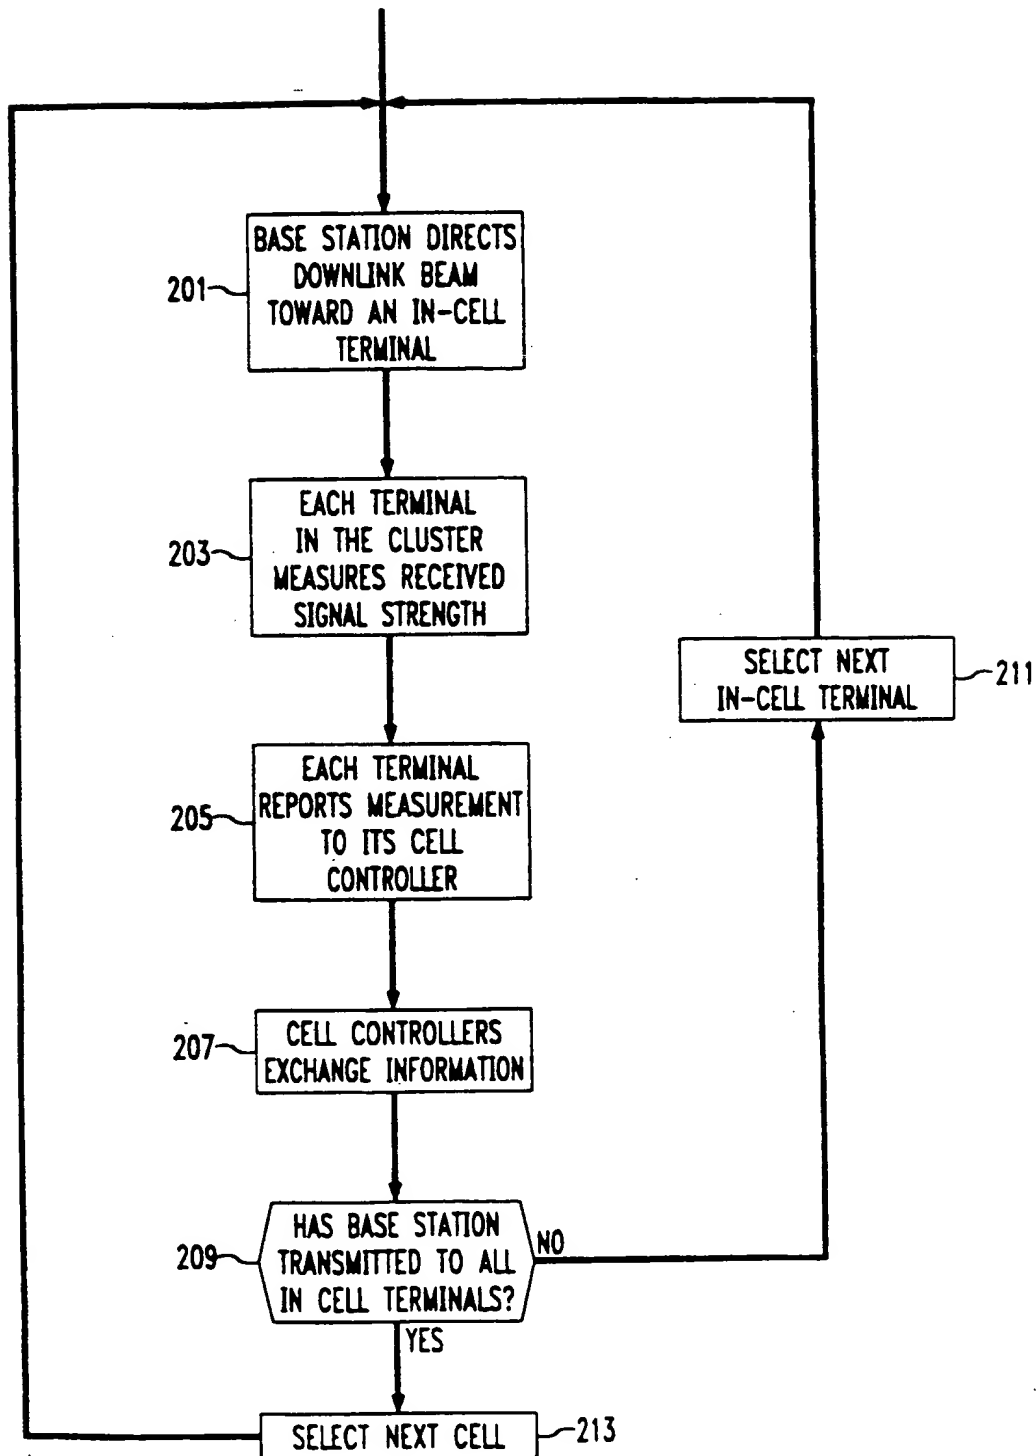 BASE STATION DIRECTS
DOWNLINK BEAM
TOWARD AN IN-CELL
TERMINAL
201
EACH TERMINAL
IN THE CLUSTER
MEASURES RECEIVED
SIGNAL STRENGTH
203
SELECT NEXT
IN-CELL TERMINAL
211
EACH TERMINAL
REPORTS MEASUREMENT
TO ITS CELL
CONTROLLER
205
CELL CONTROLLERS
EXCHANGE INFORMATION
207
HAS BASE STATION
TRANSMITTED TO ALL
IN CELL TERMINALS?
209
NO
YES
SELECT NEXT CELL
213